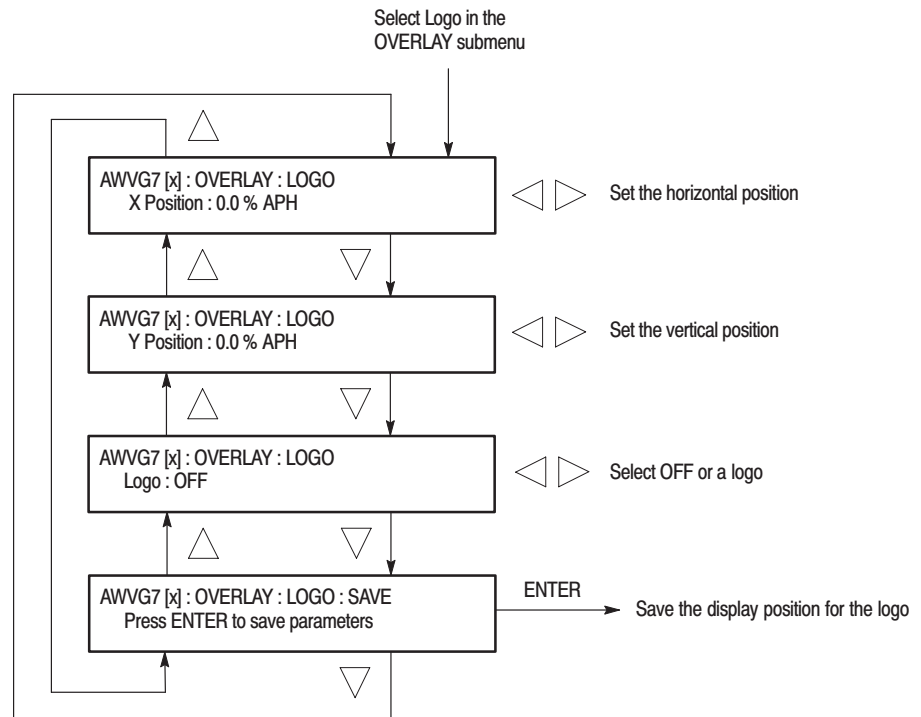 Select Logo in the
OVERLAY submenu
AWVG7 [x] : OVERLAY : LOGO
X Position : 0.0 % APH
Set the horizontal position
AWVG7 [x] : OVERLAY : LOGO
Y Position : 0.0 % APH
Set the vertical position
AWVG7 [x] : OVERLAY : LOGO
Logo : OFF
Select OFF or a logo
AWVG7 [x] : OVERLAY : LOGO : SAVE
Press ENTER to save parameters
ENTER
Save the display position for the logo